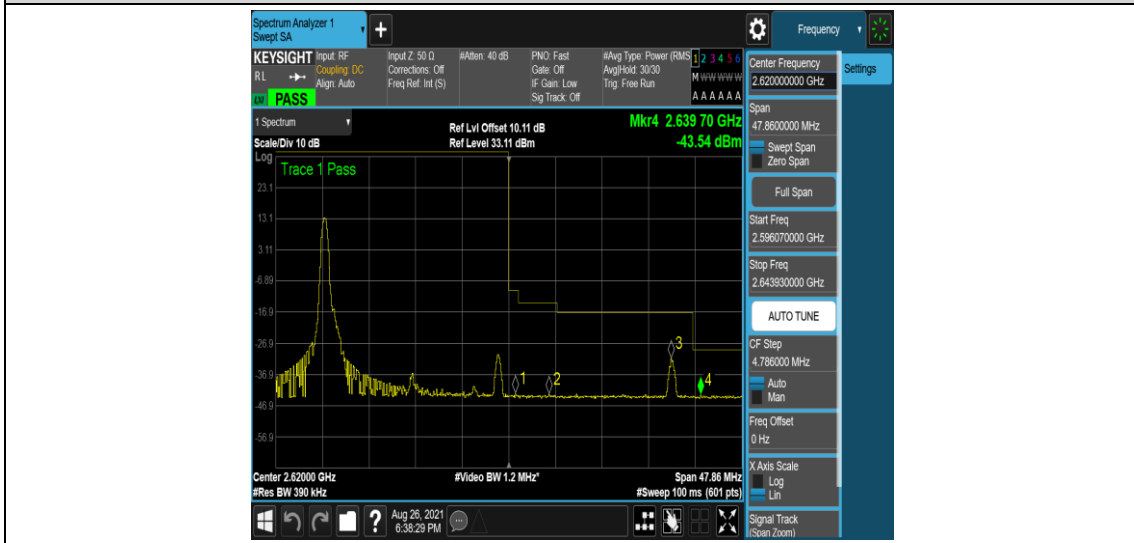 Spectrum Analyzer 1
Swept SA
+
Frequency
KEYSIGHT
RL
LXI
PASS
Input: RF
Coupling: DC
Align: Auto
Input Z: 50 Ω
Corrections: Off
Freq Ref: Int (S)
#Atten: 40 dB
PNO: Fast
Gate: Off
IF Gain: Low
Sig Track: Off
#Avg Type: Power (RMS
Avg|Hold: 30/30
Trig: Free Run
1 2 3 4 5 6
M W W W W W
A A A A A A
1 Spectrum
Scale/Div 10 dB
Ref Lvl Offset 10.11 dB
Ref Level 33.11 dBm
Mkr4 2.639 70 GHz
-43.54 dBm
Log
Trace 1 Pass
23.1
13.1
3.11
-6.89
-16.9
-26.9
-36.9
-46.9
-56.9
1
2
3
4
Center 2.62000 GHz
#Res BW 390 kHz
#Video BW 1.2 MHz*
Span 47.86 MHz
#Sweep 100 ms (601 pts)
Center Frequency
2.620000000 GHz
Settings
Span
47.8600000 MHz
Swept Span
Zero Span
Full Span
Start Freq
2.596070000 GHz
Stop Freq
2.643930000 GHz
AUTO TUNE
CF Step
4.786000 MHz
Auto
Man
Freq Offset
0 Hz
X Axis Scale
Log
Lin
Signal Track
(Span Zoom)
?
Aug 26, 2021
6:38:29 PM